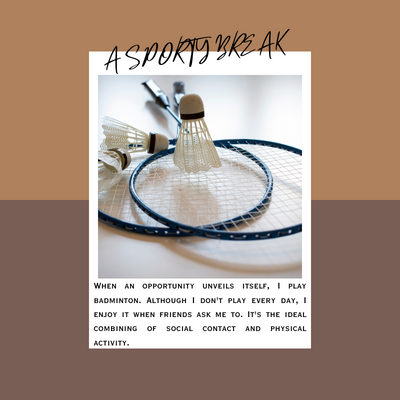 A SPORTY BREAK
When an opportunity unveils itself, I play
badminton. Although I don't play every day, I
enjoy it when friends ask me to. It's the ideal
combining of social contact and physical
activity.